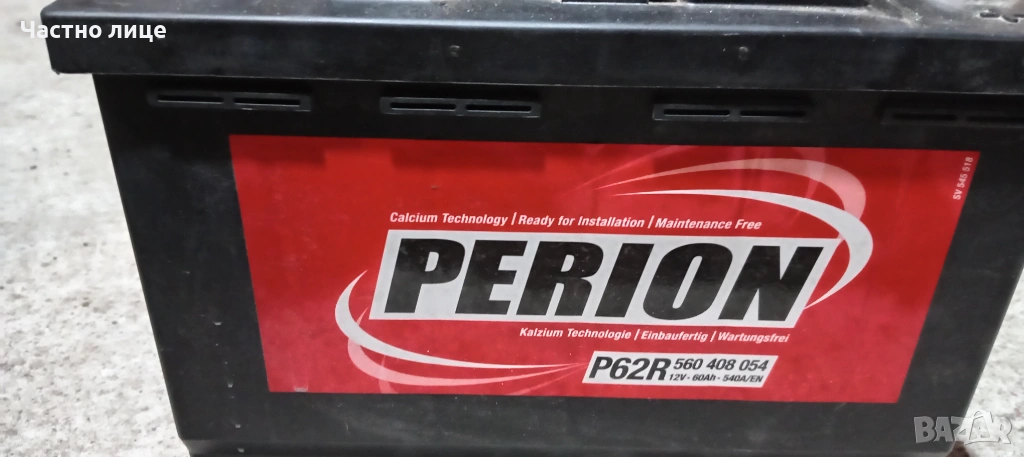 Частно лице
SV 545 518
Calcium Technology / Ready for Installation / Maintenance Free
PERION
Kalzium Technologie / Einbaufertig / Wartungsfrei
P62R 560 408 054
12V - 60Ah - 540A/EN
BAZAR